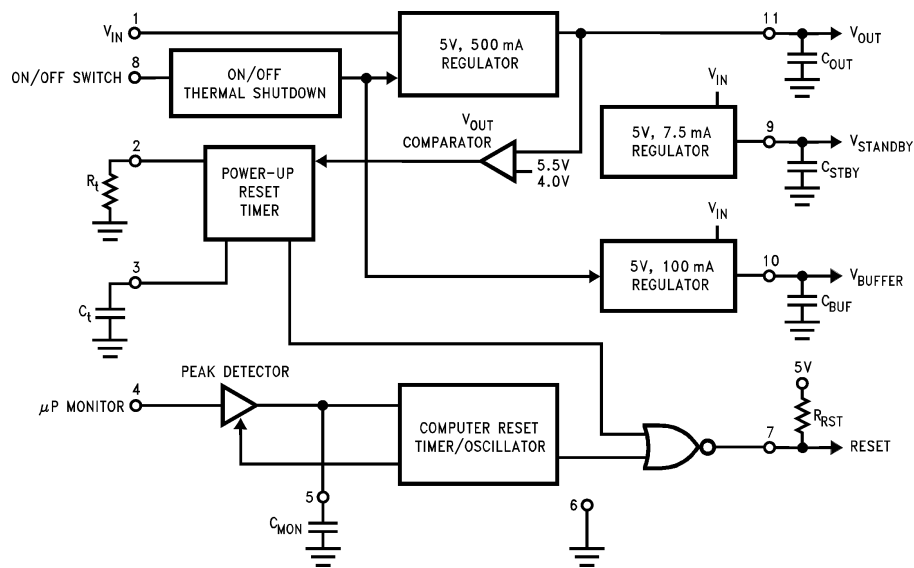 1
V_IN
8
ON/OFF SWITCH
ON/OFF
THERMAL SHUTDOWN
5V, 500 mA
REGULATOR
11
V_OUT
C_OUT
V_OUT
COMPARATOR
5.5V
4.0V
V_IN
5V, 7.5 mA
REGULATOR
9
V_STANDBY
C_STBY
2
R_t
POWER-UP
RESET
TIMER
3
C_t
V_IN
5V, 100 mA
REGULATOR
10
V_BUFFER
C_BUF
PEAK DETECTOR
4
μP MONITOR
COMPUTER RESET
TIMER/OSCILLATOR
5V
R_RST
7
RESET
5
C_MON
6